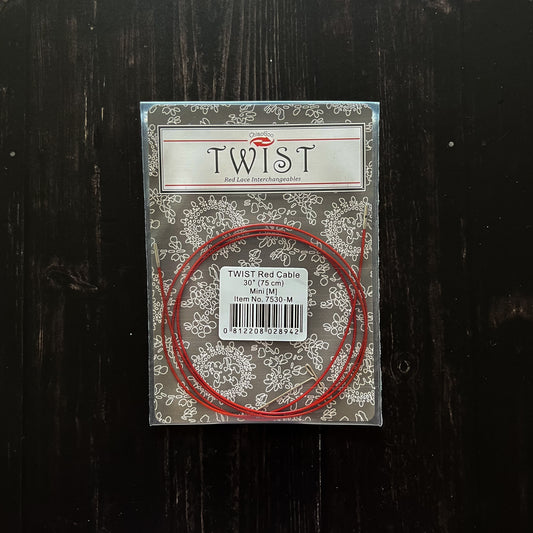 ChiaoGoo
TWIST
Red Lace Interchangeables
TWIST Red Cable
30" (75 cm)
Mini [M]
Item No. 7530-M
0 812208 028942